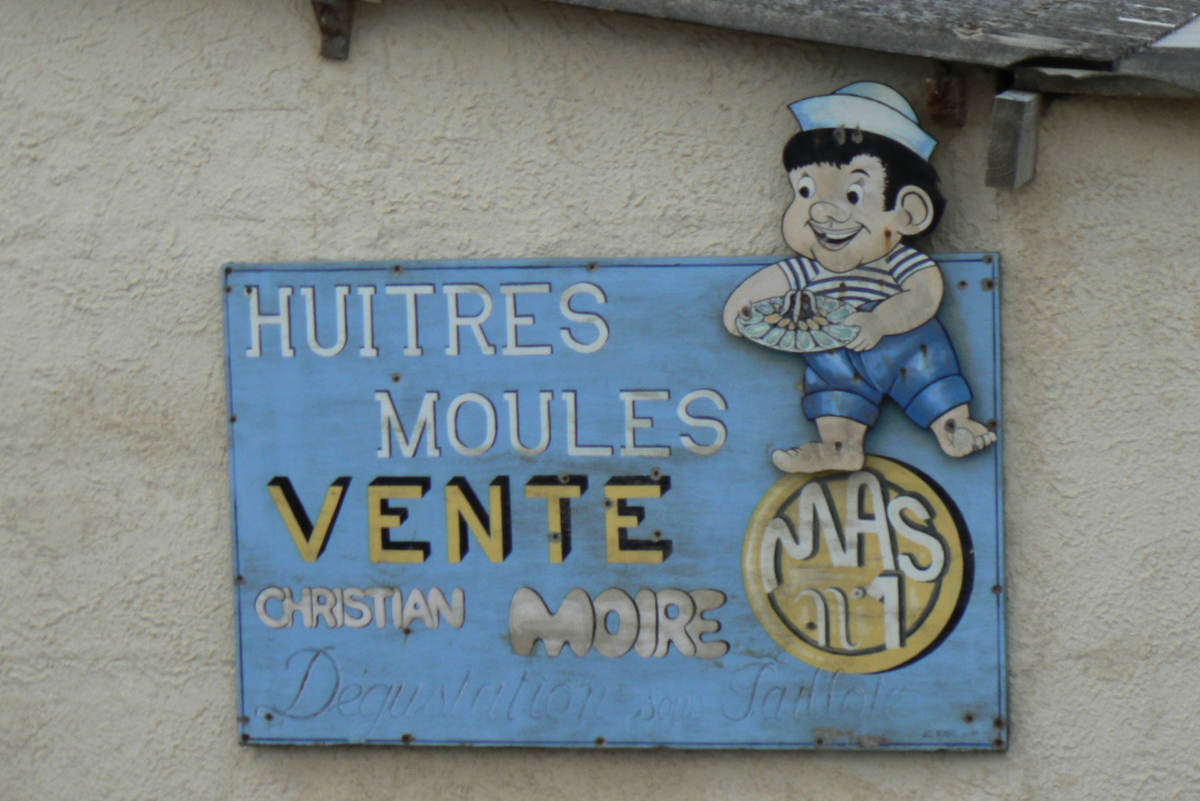 HUITRES
MOULES
VENTE
CHRISTIAN MOIRE
MAS
n°1
Dégustation sous Paillote